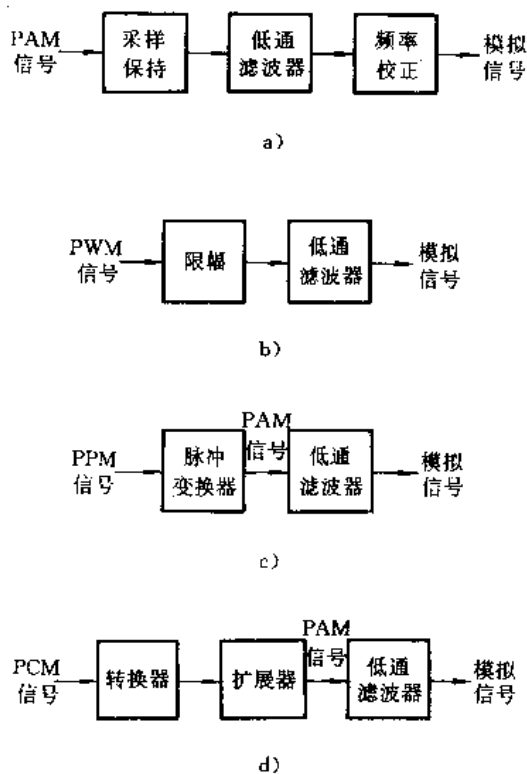 PAM
信号
采样
保持
低通
滤波器
频率
校正
模拟
信号
a)
PWM
信号
限幅
低通
滤波器
模拟
信号
b)
PPM
信号
脉冲
变换器
PAM
信号
低通
滤波器
模拟
信号
c)
PCM
信号
转换器
扩展器
PAM
信号
低通
滤波器
模拟
信号
d)